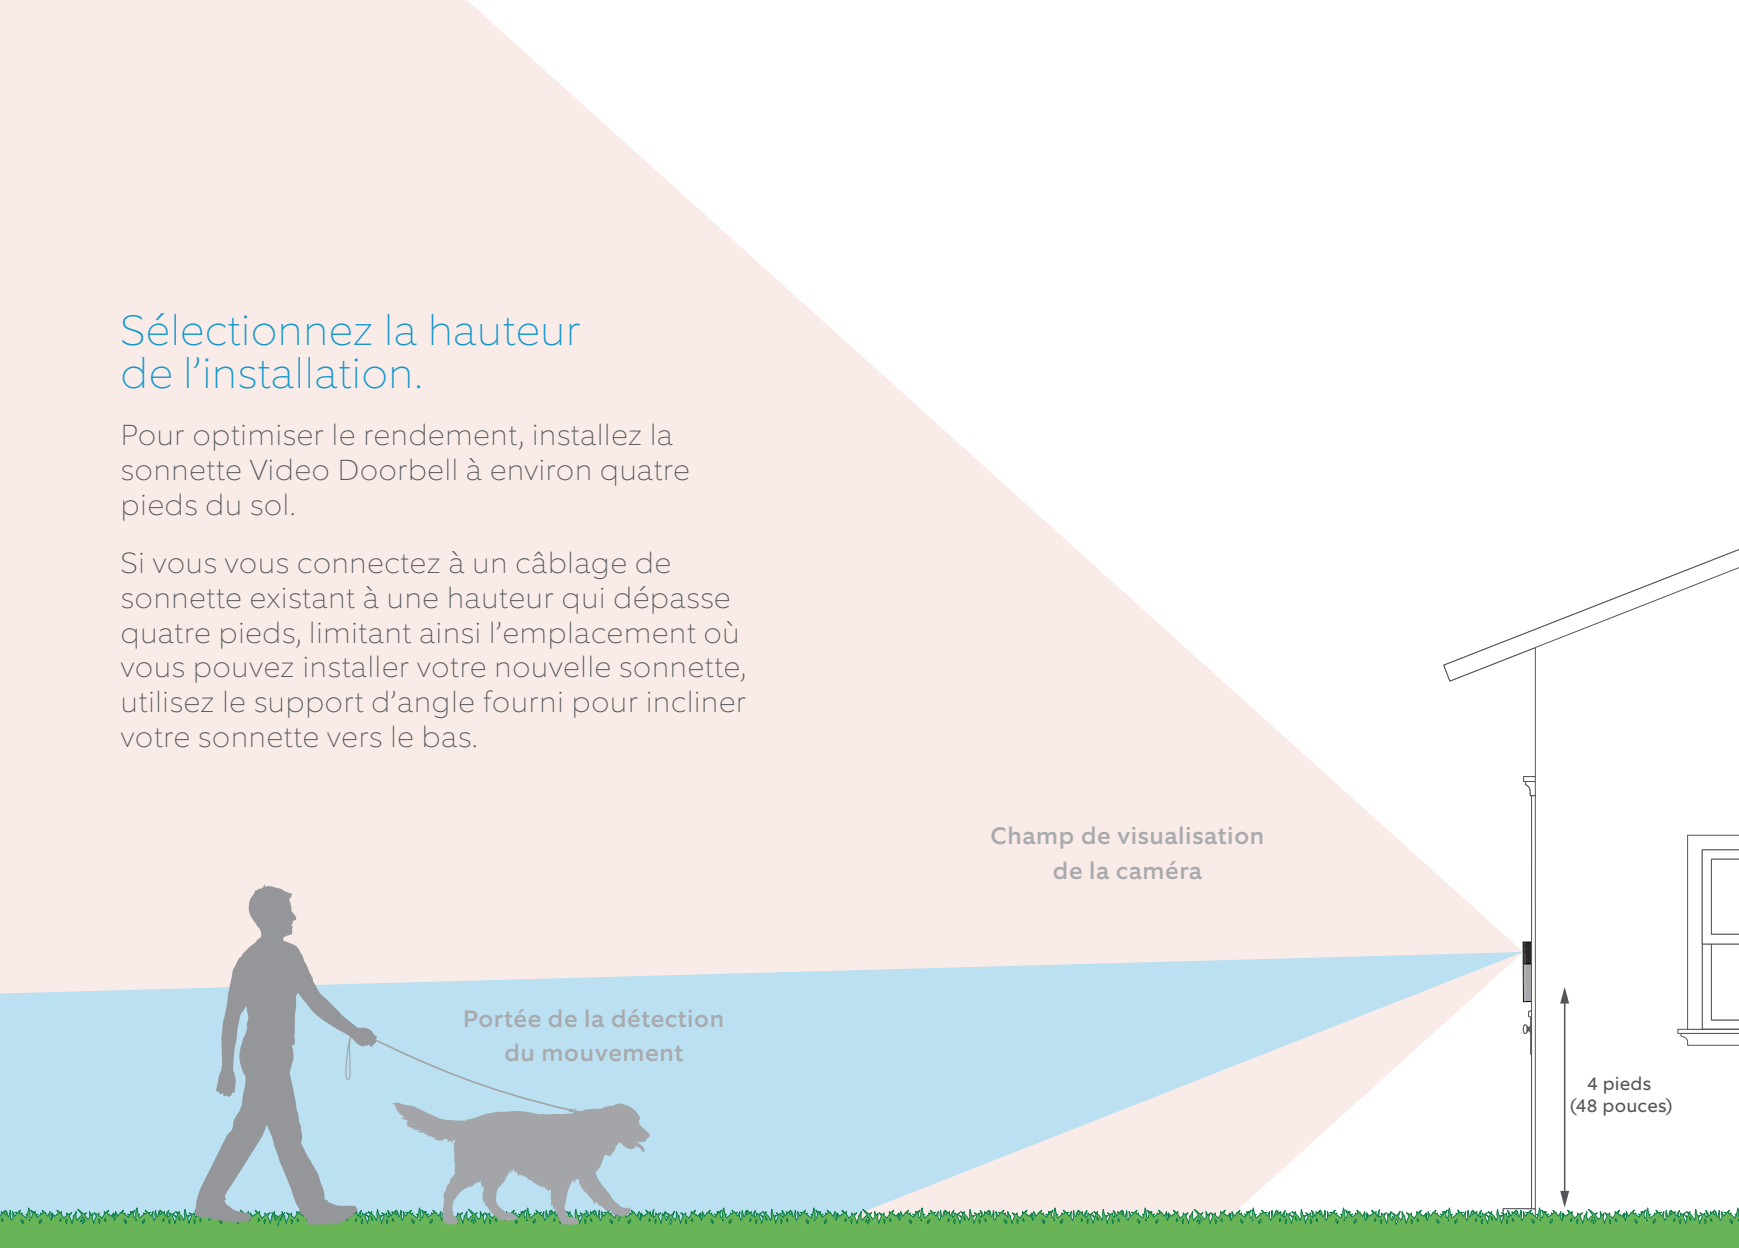 Sélectionnez la hauteur
de l’installation.
Pour optimiser le rendement, installez la
sonnette Video Doorbell à environ quatre
pieds du sol.
Si vous vous connectez à un câblage de
sonnette existant à une hauteur qui dépasse
quatre pieds, limitant ainsi l’emplacement où
vous pouvez installer votre nouvelle sonnette,
utilisez le support d’angle fourni pour incliner
votre sonnette vers le bas.
Champ de visualisation
de la caméra
Portée de la détection
du mouvement
4 pieds
(48 pouces)